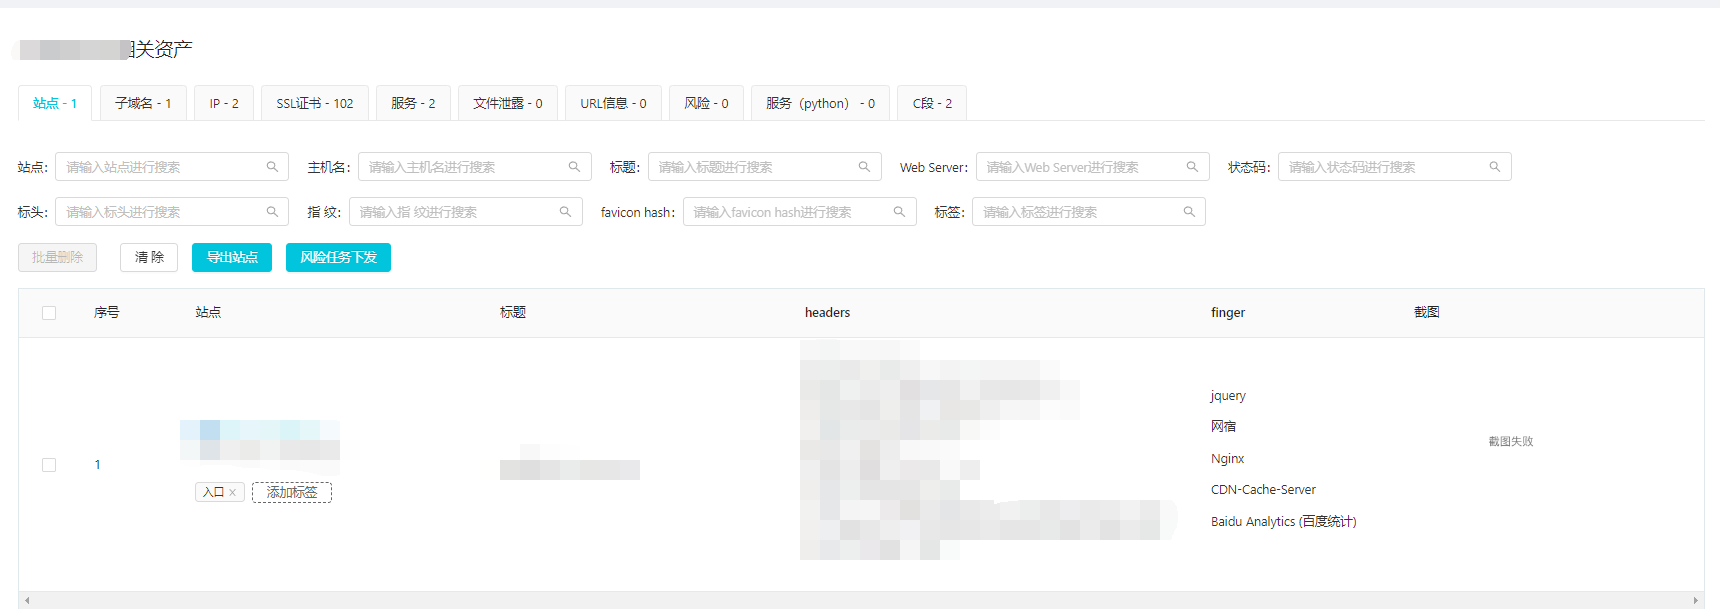 相关资产
站点 - 1 子域名 - 1 IP - 2 SSL证书 - 102 服务 - 2 文件泄露 - 0 URL信息 - 0 风险 - 0 服务（python） - 0 C段 - 2
站点: 请输入站点进行搜索 主机名: 请输入主机名进行搜索 标题: 请输入标题进行搜索 Web Server: 请输入Web Server进行搜索 状态码: 请输入状态码进行搜索
标头: 请输入标头进行搜索 指 纹: 请输入指 纹进行搜索 favicon hash: 请输入favicon hash进行搜索 标签: 请输入标签进行搜索
批量删除 清 除 导出站点 风险任务下发
序号 站点 标题 headers finger 截图
1
入口 x 添加标签
jquery
网宿
Nginx
CDN-Cache-Server
Baidu Analytics (百度统计)
截图失败